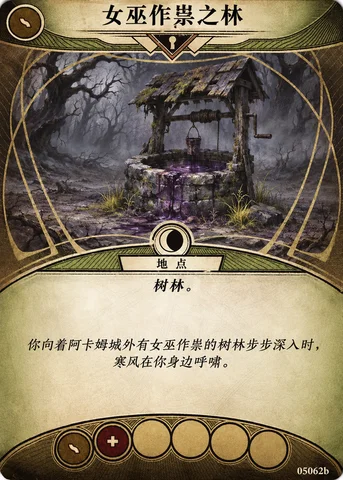 女巫作祟之林
地点
树林。
你向着阿卡姆城外有女巫作祟的树林步步深入时，
寒风在你身边呼啸。
05062b